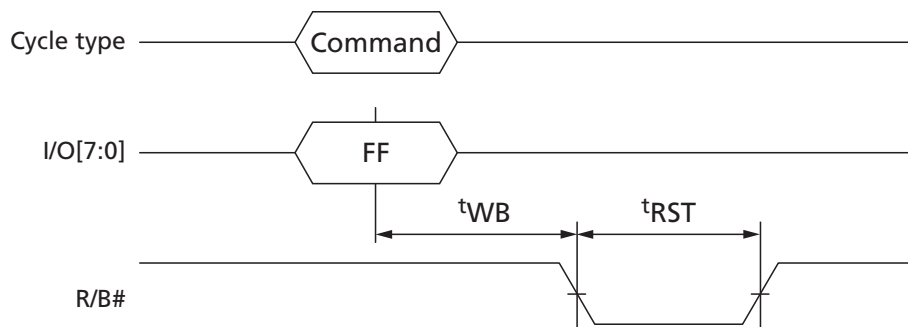 Cycle type
Command
I/O[7:0]
FF
tWB
tRST
R/B#